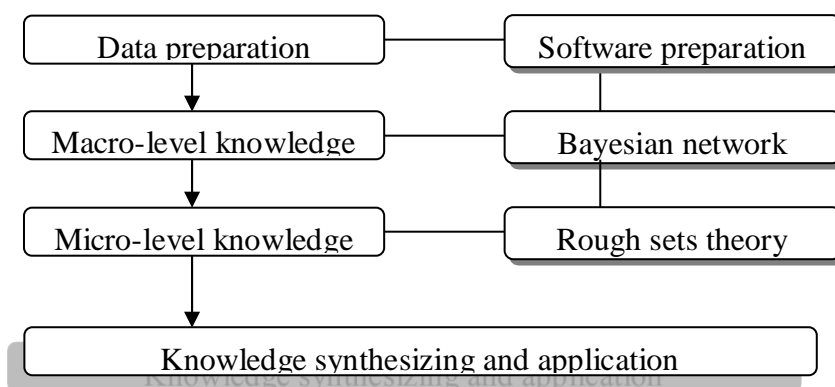 Data preparation
Software preparation
Macro-level knowledge
Bayesian network
Micro-level knowledge
Rough sets theory
Knowledge synthesizing and application